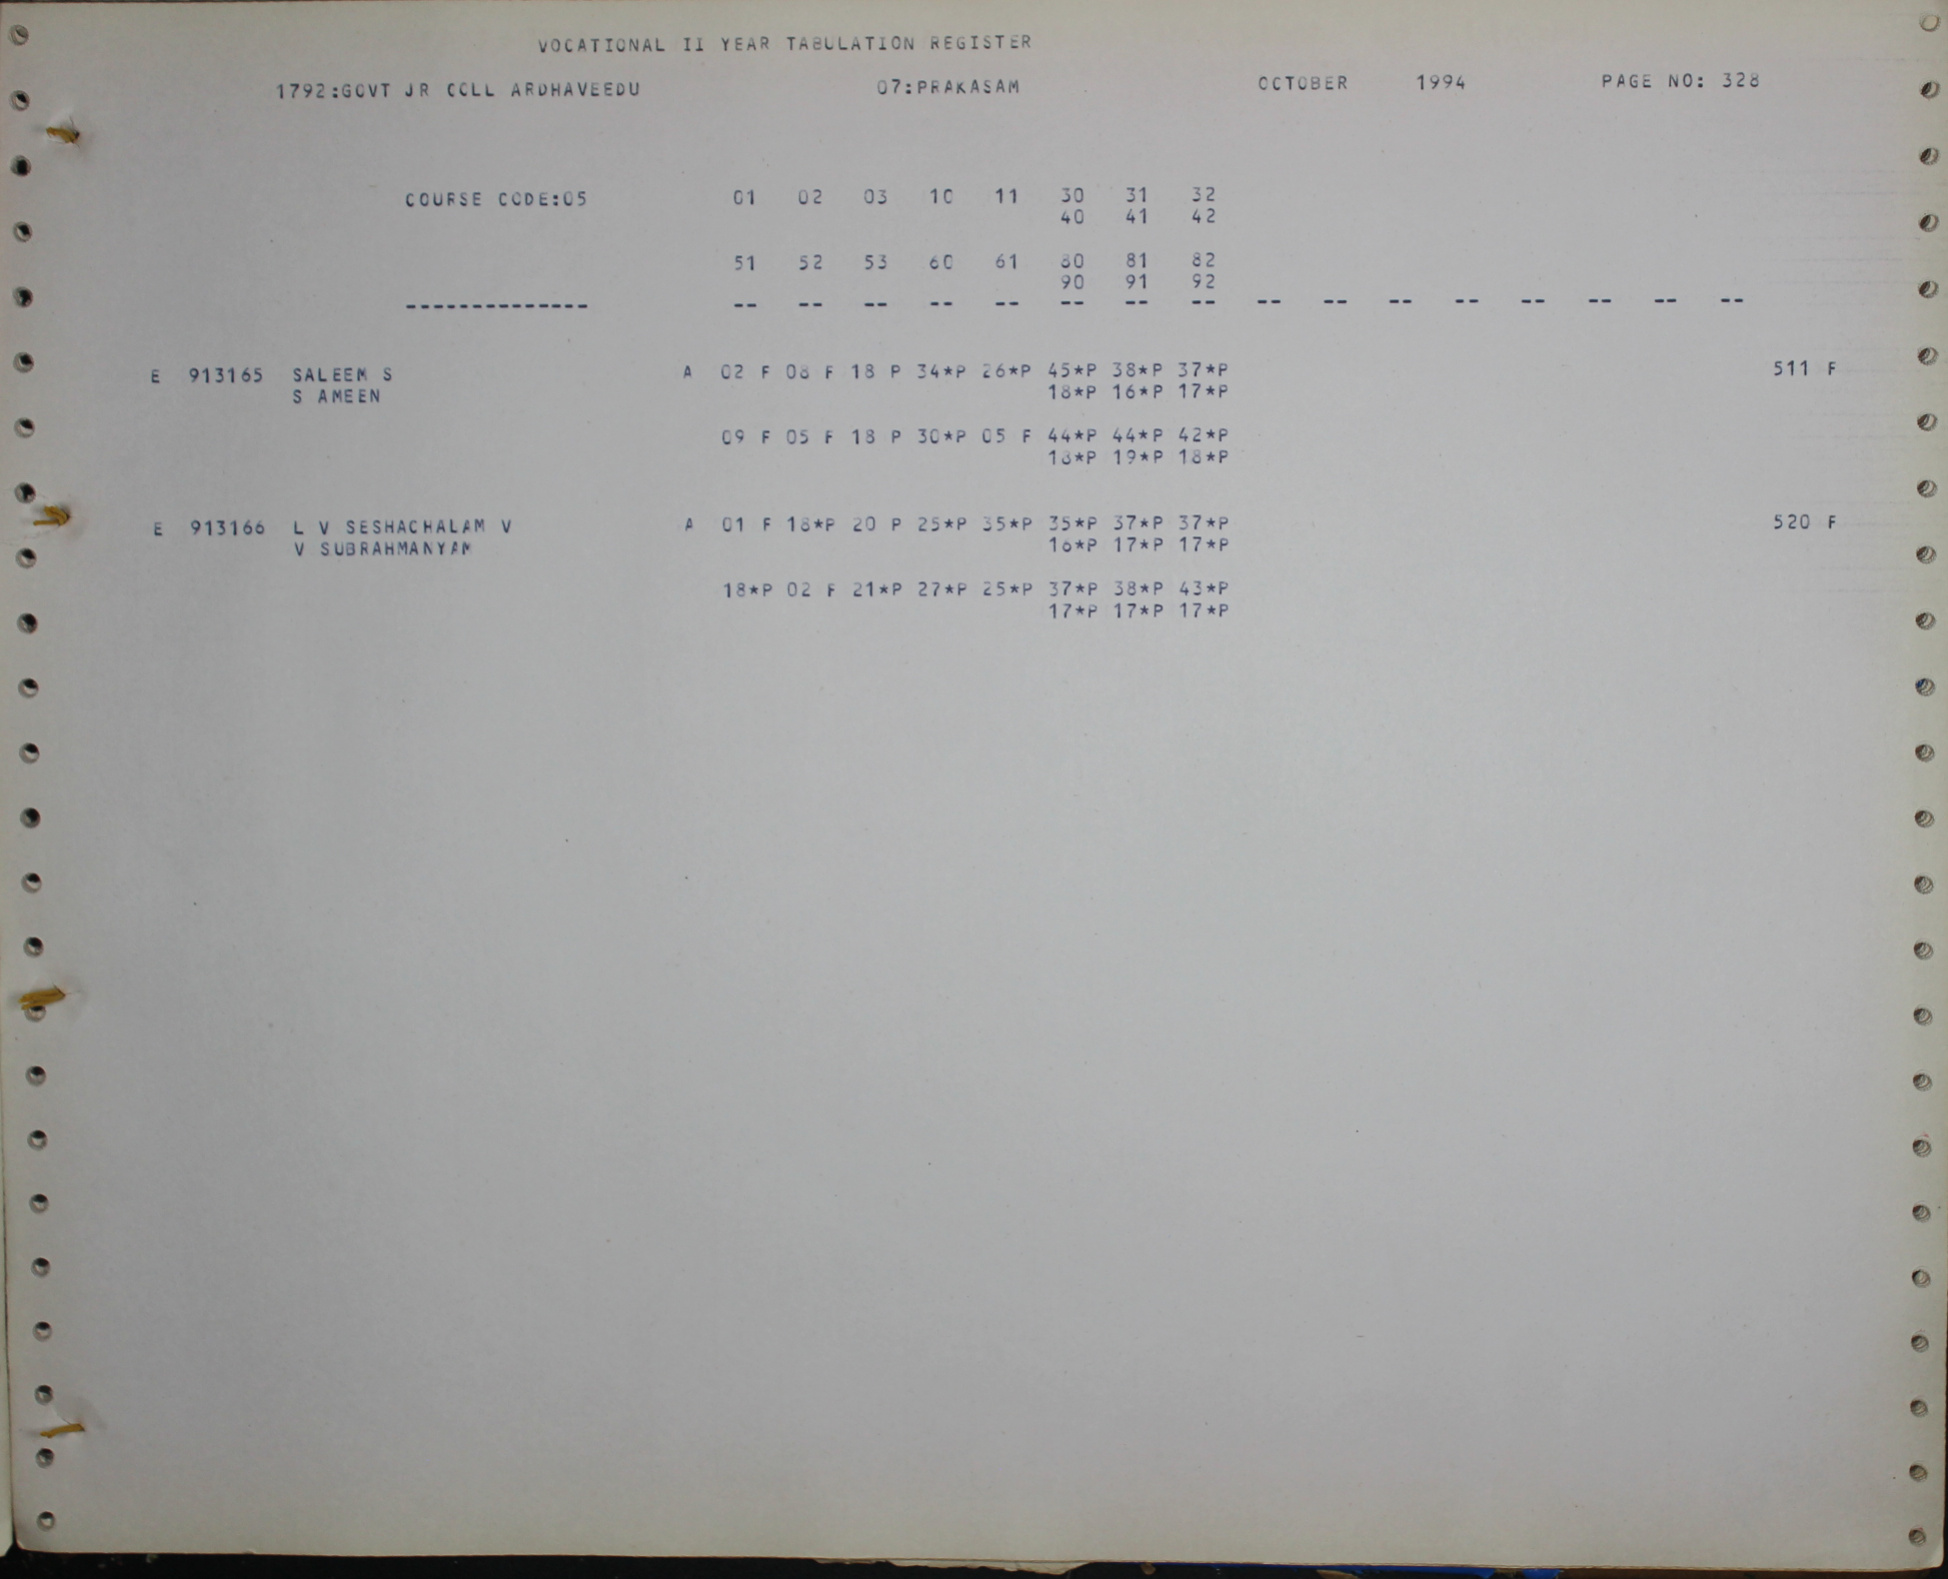 VOCATIONAL II YEAR TABULATION REGISTER
1792:GOVT JR COLL ARDHAVEEDU 07:PRAKASAM OCTOBER 1994 PAGE NO: 328
COURSE CODE:05 01 02 03 10 11 30 31 32
40 41 42
51 52 53 60 61 80 81 82
90 91 92
-------------- -- -- -- -- -- -- -- -- -- -- -- -- -- -- -- --
E 913165 SALEEM S A 02 F 08 F 18 P 34*P 26*P 45*P 38*P 37*P 511 F
S AMEEN 18*P 16*P 17*P
09 F 05 F 18 P 30*P 05 F 44*P 44*P 42*P
18*P 19*P 18*P
E 913166 L V SESHACHALAM V A 01 F 18*P 20 P 25*P 35*P 35*P 37*P 37*P 520 F
V SUBRAHMANYAM 16*P 17*P 17*P
18*P 02 F 21*P 27*P 25*P 37*P 38*P 43*P
17*P 17*P 17*P